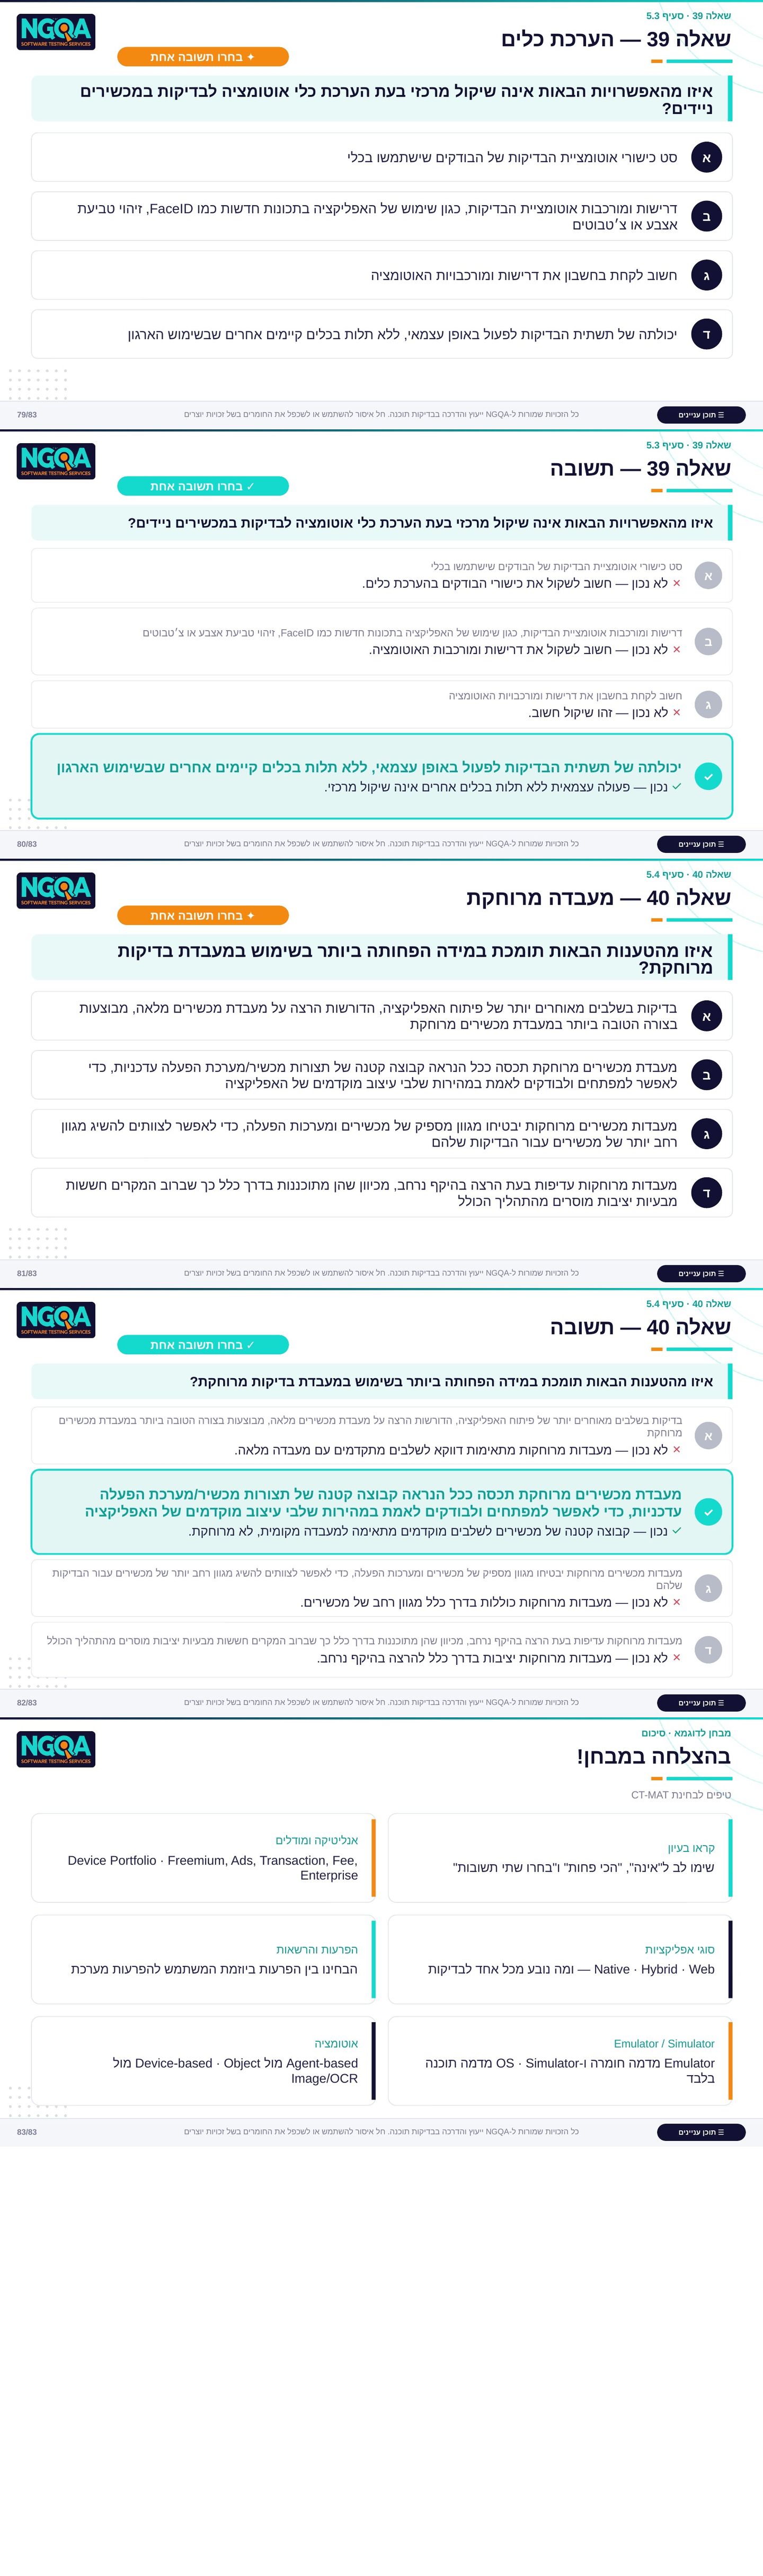 שאלה 39 · סעיף 5.3
שאלה 39 — הערכת כלים
NGQA
SOFTWARE TESTING SERVICES
✦ בחרו תשובה אחת
איזו מהאפשרויות הבאות אינה שיקול מרכזי בעת הערכת כלי אוטומציה לבדיקות במכשירים
ניידים?
א
סט כישורי אוטומציית הבדיקות של הבודקים שישתמשו בכלי
ב
דרישות ומורכבות אוטומציית הבדיקות, כגון שימוש של האפליקציה בתכונות חדשות כמו FaceID, זיהוי טביעת
אצבע או צ׳טבוטים
ג
חשוב לקחת בחשבון את דרישות ומורכבויות האוטומציה
ד
יכולתה של תשתית הבדיקות לפעול באופן עצמאי, ללא תלות בכלים קיימים אחרים שבשימוש הארגון
☰ תוכן עניינים
כל הזכויות שמורות ל-NGQA ייעוץ והדרכה בבדיקות תוכנה. חל איסור להשתמש או לשכפל את החומרים בשל זכויות יוצרים
79/83
שאלה 39 · סעיף 5.3
שאלה 39 — תשובה
NGQA
SOFTWARE TESTING SERVICES
✓ בחרו תשובה אחת
איזו מהאפשרויות הבאות אינה שיקול מרכזי בעת הערכת כלי אוטומציה לבדיקות במכשירים ניידים?
א
סט כישורי אוטומציית הבדיקות של הבודקים שישתמשו בכלי
✕ לא נכון — חשוב לשקול את כישורי הבודקים בהערכת כלים.
ב
דרישות ומורכבות אוטומציית הבדיקות, כגון שימוש של האפליקציה בתכונות חדשות כמו FaceID, זיהוי טביעת אצבע או צ׳טבוטים
✕ לא נכון — חשוב לשקול את דרישות ומורכבות האוטומציה.
ג
חשוב לקחת בחשבון את דרישות ומורכבויות האוטומציה
✕ לא נכון — זהו שיקול חשוב.
✓
יכולתה של תשתית הבדיקות לפעול באופן עצמאי, ללא תלות בכלים קיימים אחרים שבשימוש הארגון
✓ נכון — פעולה עצמאית ללא תלות בכלים אחרים אינה שיקול מרכזי.
☰ תוכן עניינים
כל הזכויות שמורות ל-NGQA ייעוץ והדרכה בבדיקות תוכנה. חל איסור להשתמש או לשכפל את החומרים בשל זכויות יוצרים
80/83
שאלה 40 · סעיף 5.4
שאלה 40 — מעבדה מרוחקת
NGQA
SOFTWARE TESTING SERVICES
✦ בחרו תשובה אחת
איזו מהטענות הבאות תומכת במידה הפחותה ביותר בשימוש במעבדת בדיקות
מרוחקת?
א
בדיקות בשלבים מאוחרים יותר של פיתוח האפליקציה, הדורשות הרצה על מעבדת מכשירים מלאה, מבוצעות
בצורה הטובה ביותר במעבדת מכשירים מרוחקת
ב
מעבדת מכשירים מרוחקת תכסה ככל הנראה קבוצה קטנה של תצורות מכשיר/מערכת הפעלה עדכניות, כדי
לאפשר למפתחים ולבודקים לאמת במהירות שלבי עיצוב מוקדמים של האפליקציה
ג
מעבדות מכשירים מרוחקות יבטיחו מגוון מספיק של מכשירים ומערכות הפעלה, כדי לאפשר לצוותים להשיג מגוון
רחב יותר של מכשירים עבור הבדיקות שלהם
ד
מעבדות מרוחקות עדיפות בעת הרצה בהיקף נרחב, מכיוון שהן מתוכננות בדרך כלל כך שברוב המקרים חששות
מבעיות יציבות מוסרים מהתהליך הכולל
☰ תוכן עניינים
כל הזכויות שמורות ל-NGQA ייעוץ והדרכה בבדיקות תוכנה. חל איסור להשתמש או לשכפל את החומרים בשל זכויות יוצרים
81/83
שאלה 40 · סעיף 5.4
שאלה 40 — תשובה
NGQA
SOFTWARE TESTING SERVICES
✓ בחרו תשובה אחת
איזו מהטענות הבאות תומכת במידה הפחותה ביותר בשימוש במעבדת בדיקות מרוחקת?
א
בדיקות בשלבים מאוחרים יותר של פיתוח האפליקציה, הדורשות הרצה על מעבדת מכשירים מלאה, מבוצעות בצורה הטובה ביותר במעבדת מכשירים
מרוחקת
✕ לא נכון — מעבדות מרוחקות מתאימות דווקא לשלבים מתקדמים עם מעבדה מלאה.
✓
מעבדת מכשירים מרוחקת תכסה ככל הנראה קבוצה קטנה של תצורות מכשיר/מערכת הפעלה
עדכניות, כדי לאפשר למפתחים ולבודקים לאמת במהירות שלבי עיצוב מוקדמים של האפליקציה
✓ נכון — קבוצה קטנה של מכשירים לשלבים מוקדמים מתאימה למעבדה מקומית, לא מרוחקת.
ג
מעבדות מכשירים מרוחקות יבטיחו מגוון מספיק של מכשירים ומערכות הפעלה, כדי לאפשר לצוותים להשיג מגוון רחב יותר של מכשירים עבור הבדיקות
שלהם
✕ לא נכון — מעבדות מרוחקות כוללות בדרך כלל מגוון רחב של מכשירים.
ד
מעבדות מרוחקות עדיפות בעת הרצה בהיקף נרחב, מכיוון שהן מתוכננות בדרך כלל כך שברוב המקרים חששות מבעיות יציבות מוסרים מהתהליך הכולל
✕ לא נכון — מעבדות מרוחקות יציבות בדרך כלל להרצה בהיקף נרחב.
☰ תוכן עניינים
כל הזכויות שמורות ל-NGQA ייעוץ והדרכה בבדיקות תוכנה. חל איסור להשתמש או לשכפל את החומרים בשל זכויות יוצרים
82/83
מבחן לדוגמא · סיכום
בהצלחה במבחן!
NGQA
SOFTWARE TESTING SERVICES
טיפים לבחינת CT-MAT
קראו בעיון
שימו לב ל"אינה", "הכי פחות" ו"בחרו שתי תשובות"
אנליטיקה ומודלים
Device Portfolio · Freemium, Ads, Transaction, Fee,
Enterprise
סוגי אפליקציות
Native · Hybrid · Web — ומה נובע מכל אחד לבדיקות
הפרעות והרשאות
הבחינו בין הפרעות ביוזמת המשתמש להפרעות מערכת
Emulator / Simulator
Emulator מדמה חומרה ו-OS · Simulator מדמה תוכנה
בלבד
אוטומציה
Agent-based מול Device-based · Object מול
Image/OCR
☰ תוכן עניינים
כל הזכויות שמורות ל-NGQA ייעוץ והדרכה בבדיקות תוכנה. חל איסור להשתמש או לשכפל את החומרים בשל זכויות יוצרים
83/83